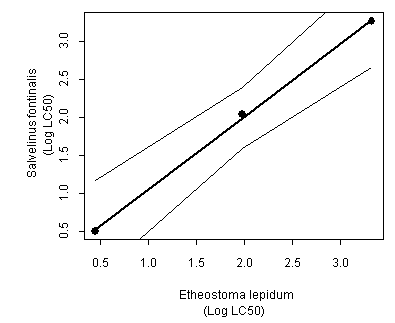 Salvelinus fontinalis
(Log LC50)
3.0
2.5
2.0
1.5
1.0
0.5
0.5 1.0 1.5 2.0 2.5 3.0
Etheostoma lepidum
(Log LC50)